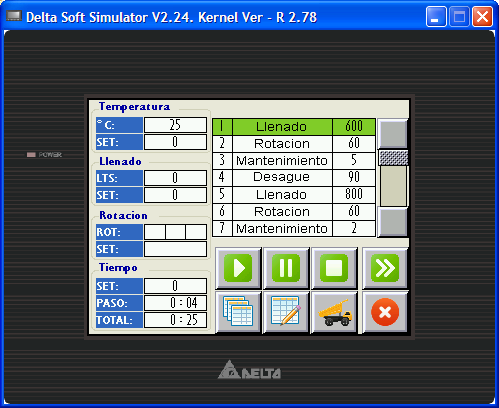 Delta Soft Simulator V2.24. Kernel Ver - R 2.78
POWER
Temperatura
°C: 25
SET: 0
Llenado
LTS: 0
SET: 0
Rotacion
ROT:
SET:
Tiempo
SET: 0
PASO: 0:04
TOTAL: 0:25
1 Llenado 600
2 Rotacion 60
3 Mantenimiento 5
4 Desague 90
5 Llenado 800
6 Rotacion 60
7 Mantenimiento 2
DELTA